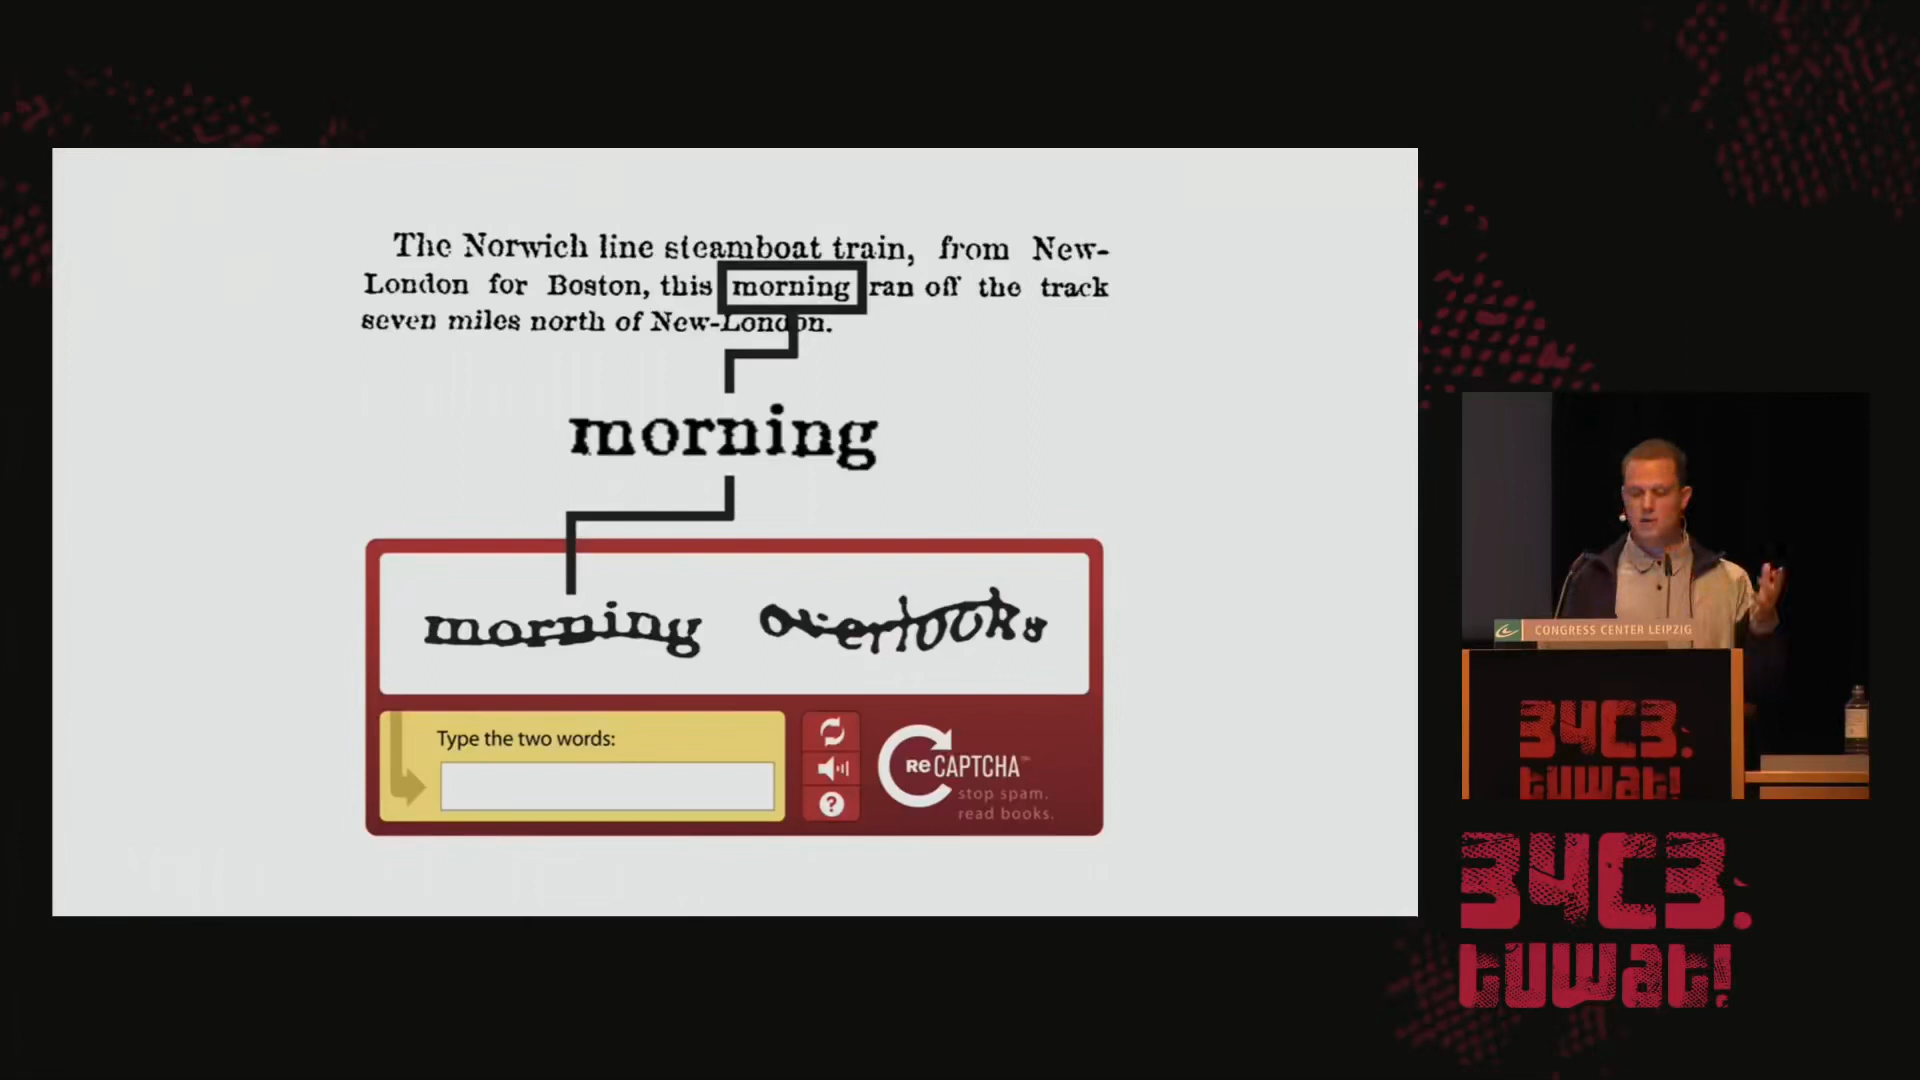 The Norwich line steamboat train, from New-
London for Boston, this morning ran off the track
seven miles north of New-London.
morning
morning overlooks
Type the two words:
reCAPTCHA™
stop spam.
read books.
?
CONGRESS CENTER LEIPZIG
34C3.
tuwat!
34C3.
tuwat!